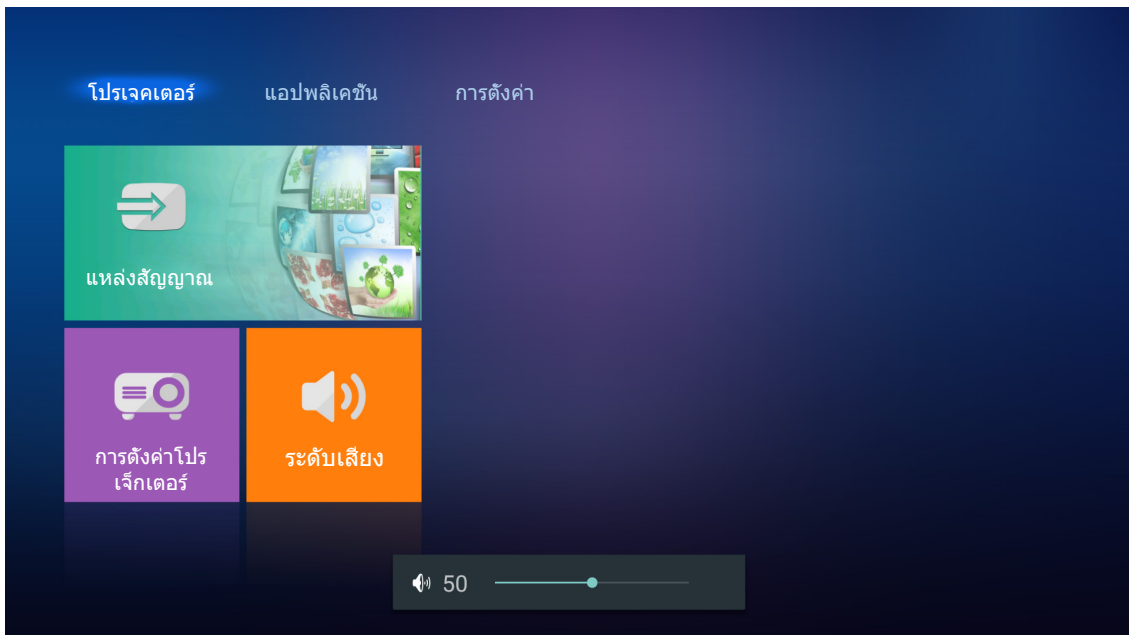 โปรเจคเตอร์ แอปพลิเคชัน การตั้งค่า
แหล่งสัญญาณ
การตั้งค่าโปร
เจ็กเตอร์
ระดับเสียง
50